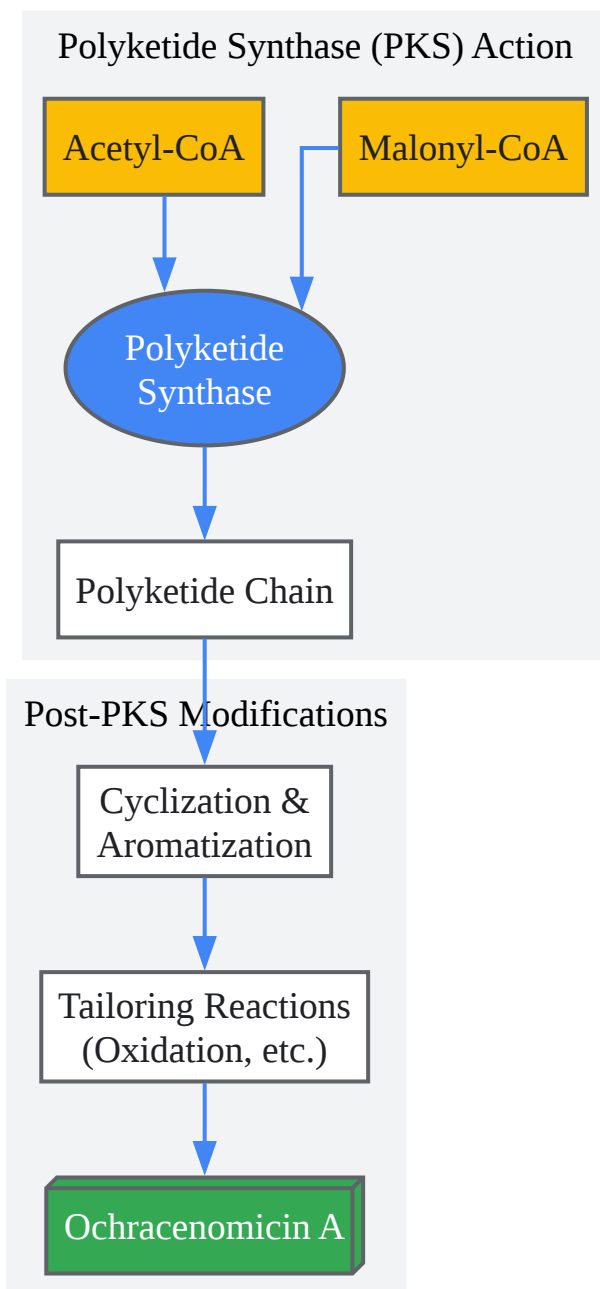 Polyketide Synthase (PKS) Action
Acetyl-CoA
Malonyl-CoA
Polyketide
Synthase
Polyketide Chain
Post-PKS Modifications
Cyclization &
Aromatization
Tailoring Reactions
(Oxidation, etc.)
Ochracenomicin A